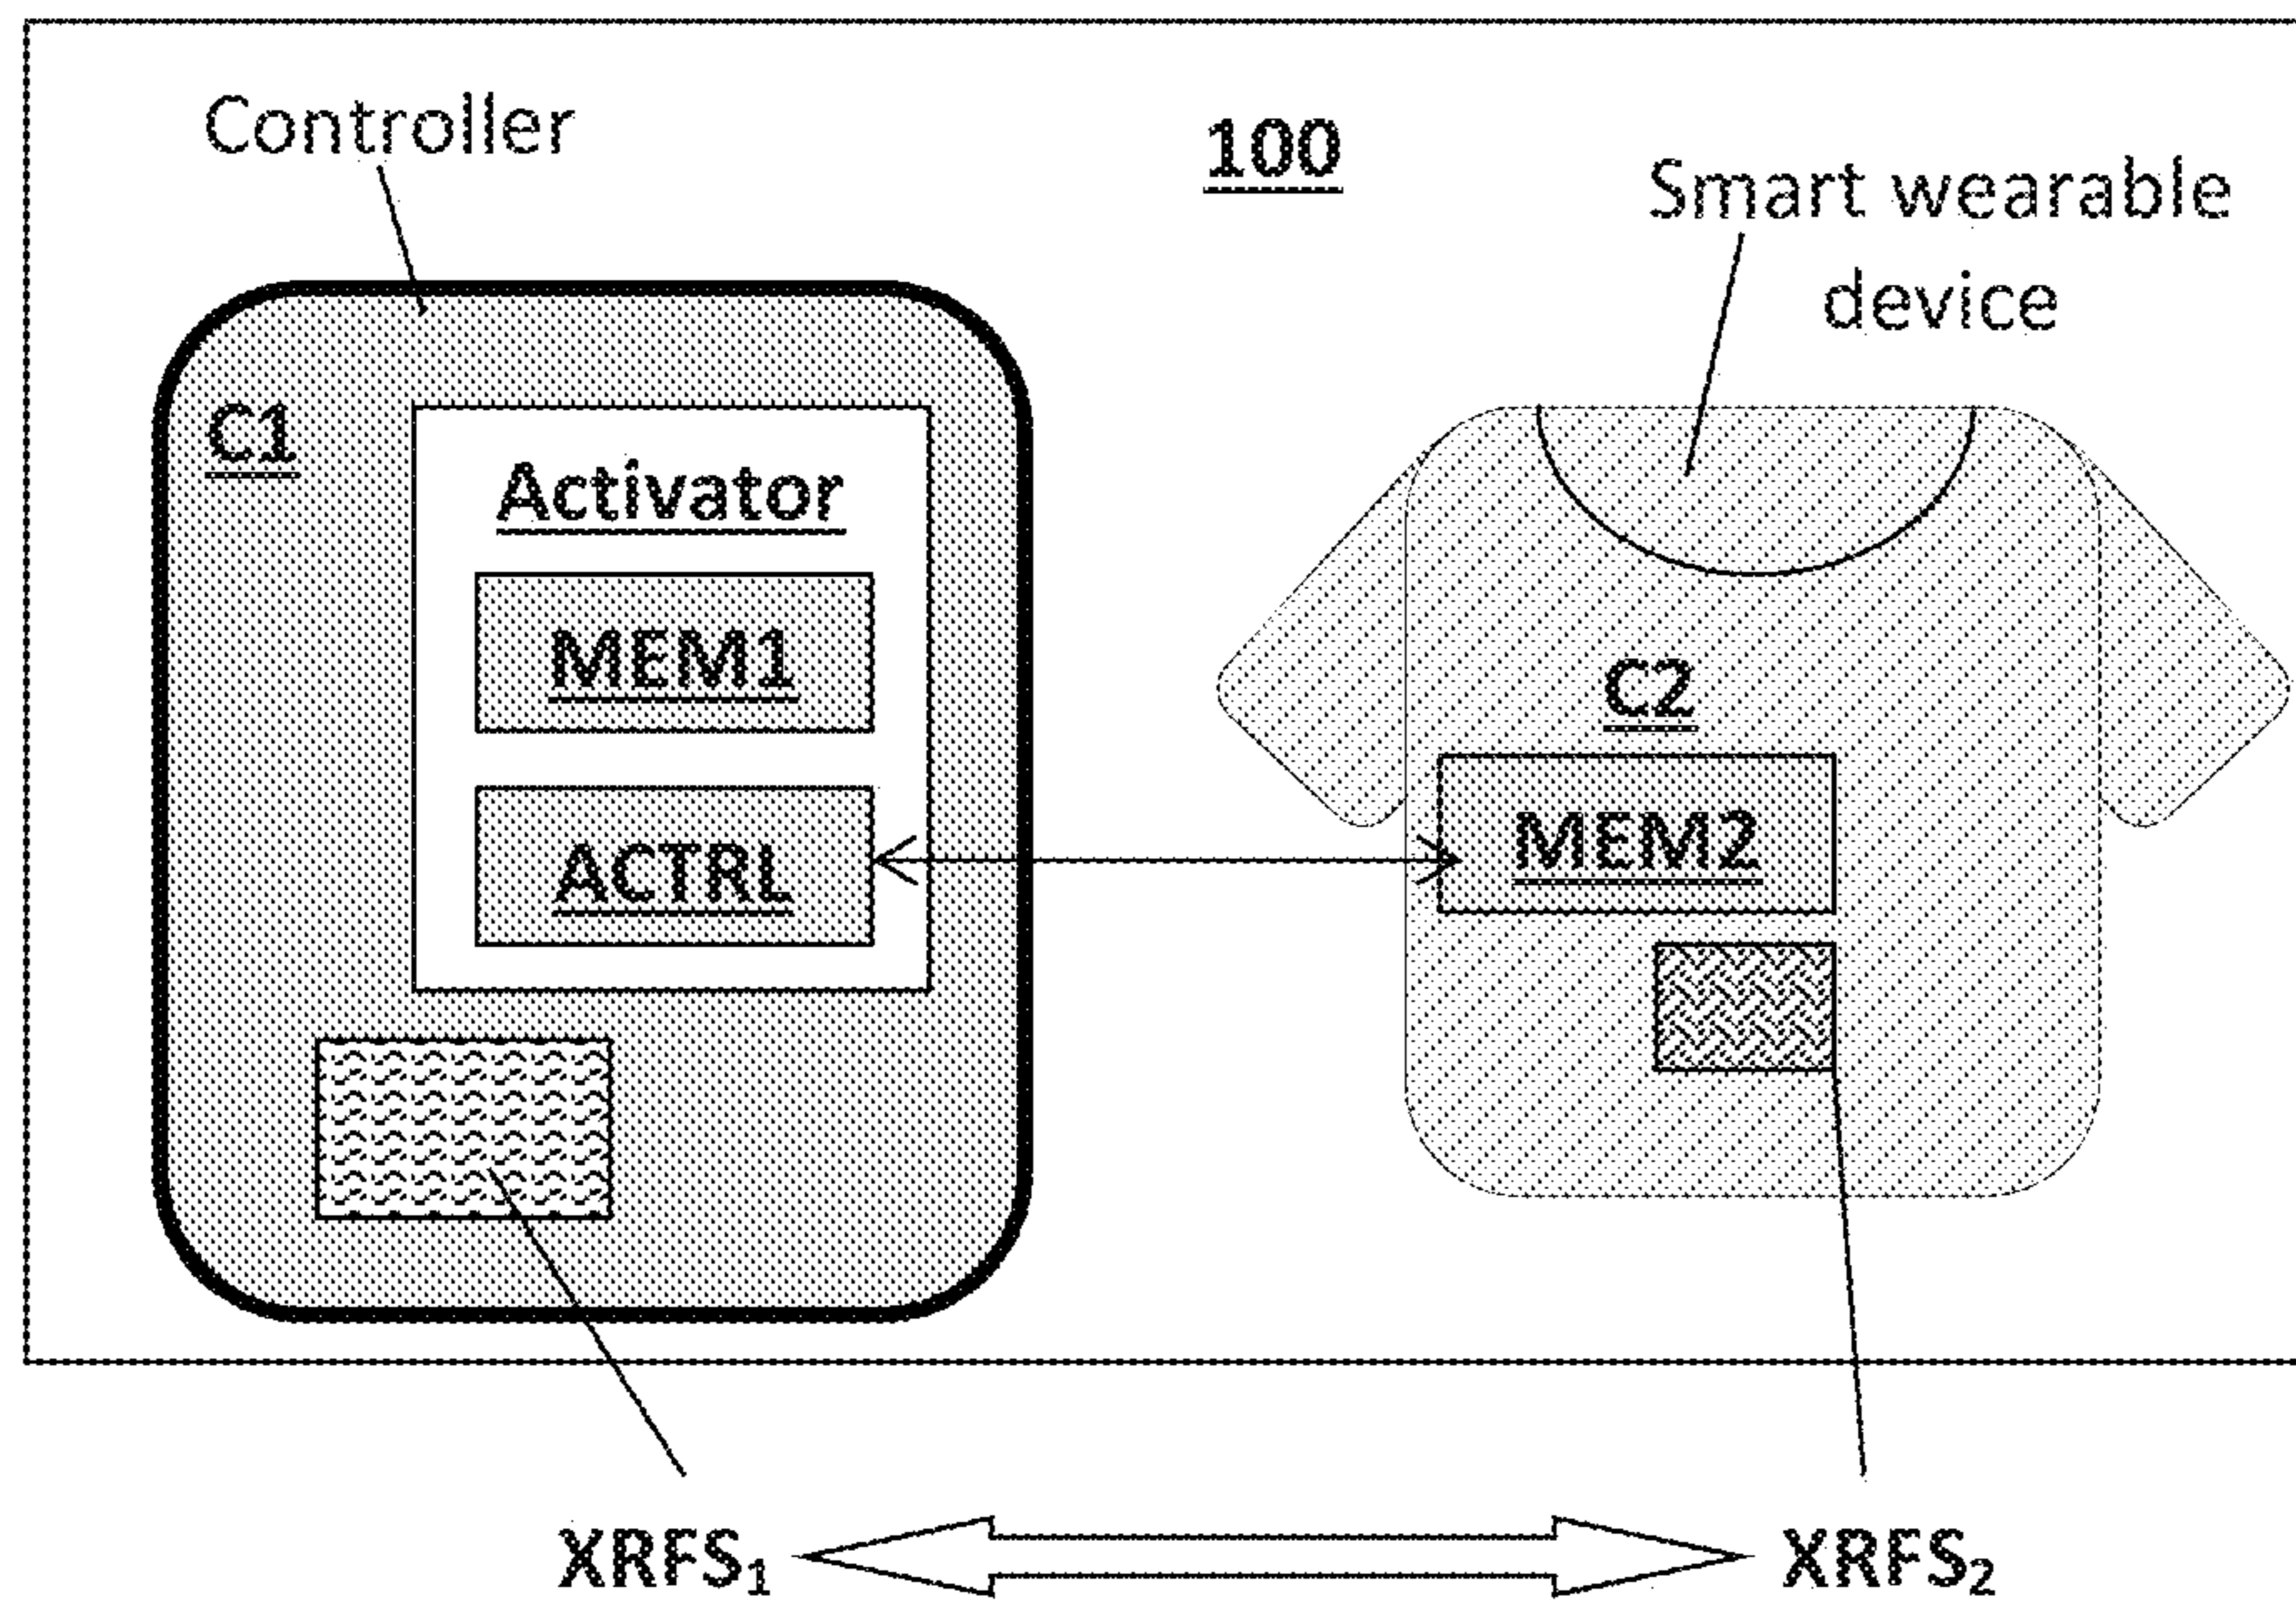 Controller
100
Smart wearable
device
C1
Activator
MEM1
C2
MEM2
ACTRL
XRFS₁
XRFS₂